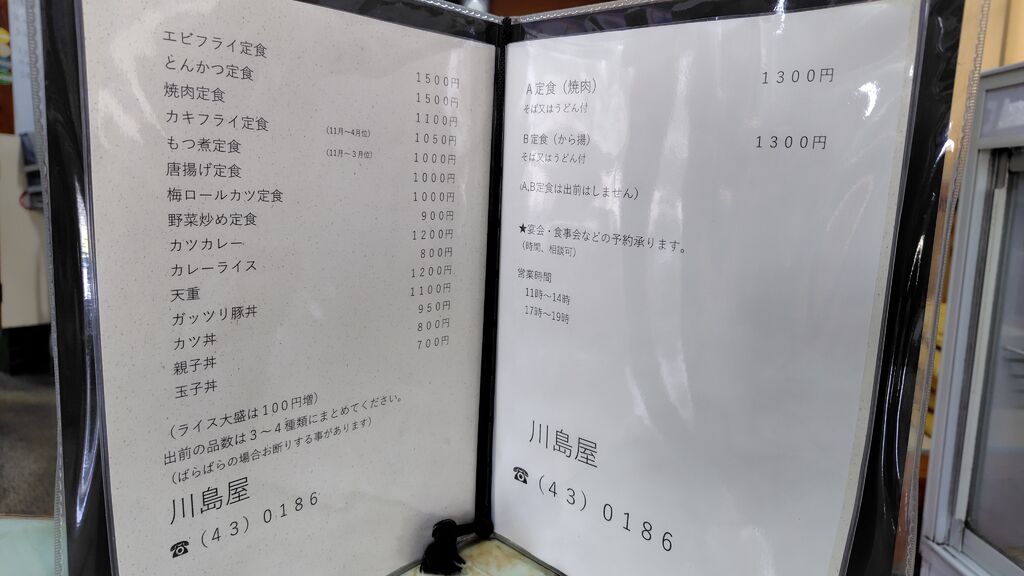 エビフライ定食 1500円
とんかつ定食 1500円
焼肉定食 1100円
カキフライ定食 (11月~4月位) 1050円
もつ煮定食 (11月~3月位) 1000円
唐揚げ定食 1000円
梅ロールカツ定食 1000円
野菜炒め定食 900円
カツカレー 1200円
カレーライス 800円
天重 1200円
ガッツリ豚丼 1100円
カツ丼 950円
親子丼 800円
玉子丼 700円
(ライス大盛は100円増)
出前の品数は3~4種類にまとめてください。
(ばらばらの場合お断りする事があります)
川島屋
☎(43)0186
A定食(焼肉) 1300円
そば又はうどん付
B定食(から揚) 1300円
そば又はうどん付
(A,B定食は出前はしません)
★宴会・食事会などの予約承ります。
(時間、相談可)
営業時間
11時~14時
17時~19時
川島屋
☎(43)0186